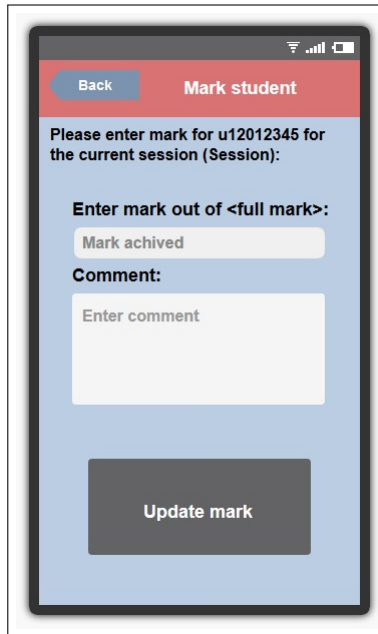 Back
Mark student
Please enter mark for u12012345 for
the current session (Session):
Enter mark out of <full mark>:
Mark achived
Comment:
Enter comment
Update mark